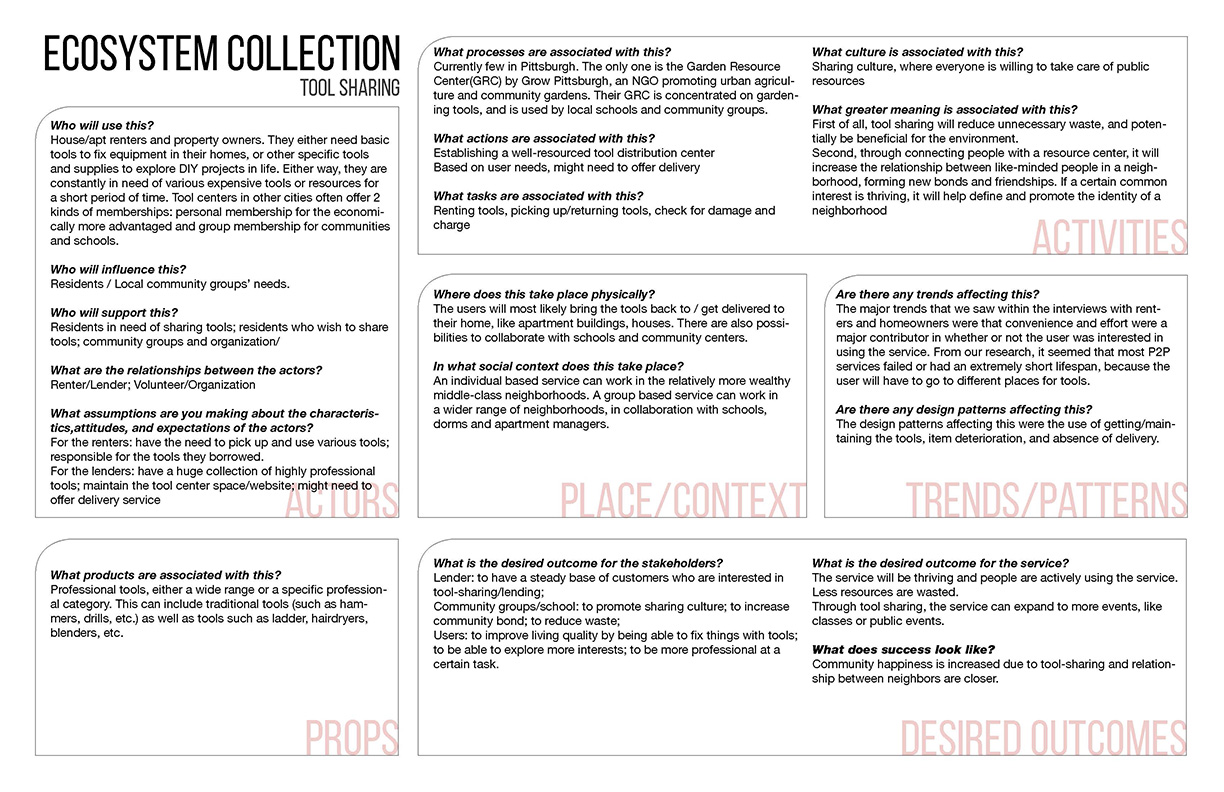 ECOSYSTEM COLLECTION
TOOL SHARING
Who will use this?
House/apt renters and property owners. They either need basic
tools to fix equipment in their homes, or other specific tools
and supplies to explore DIY projects in life. Either way, they are
constantly in need of various expensive tools or resources for
a short period of time. Tool centers in other cities often offer 2
kinds of memberships: personal membership for the economi-
cally more advantaged and group membership for communities
and schools.
Who will influence this?
Residents / Local community groups' needs.
Who will support this?
Residents in need of sharing tools; residents who wish to share
tools; community groups and organization/
What are the relationships between the actors?
Renter/Lender; Volunteer/Organization
What assumptions are you making about the characteris-
tics,attitudes, and expectations of the actors?
For the renters: have the need to pick up and use various tools;
responsible for the tools they borrowed.
For the lenders: have a huge collection of highly professional
tools; maintain the tool center space/website; might need to
offer delivery service
ACTORS
What processes are associated with this?
Currently few in Pittsburgh. The only one is the Garden Resource
Center(GRC) by Grow Pittsburgh, an NGO promoting urban agricul-
ture and community gardens. Their GRC is concentrated on garden-
ing tools, and is used by local schools and community groups.
What actions are associated with this?
Establishing a well-resourced tool distribution center
Based on user needs, might need to offer delivery
What tasks are associated with this?
Renting tools, picking up/returning tools, check for damage and
charge
What culture is associated with this?
Sharing culture, where everyone is willing to take care of public
resources
What greater meaning is associated with this?
First of all, tool sharing will reduce unnecessary waste, and poten-
tially be beneficial for the environment.
Second, through connecting people with a resource center, it will
increase the relationship between like-minded people in a neigh-
borhood, forming new bonds and friendships. If a certain common
interest is thriving, it will help define and promote the identity of a
neighborhood
ACTIVITIES
Where does this take place physically?
The users will most likely bring the tools back to / get delivered to
their home, like apartment buildings, houses. There are also possi-
bilities to collaborate with schools and community centers.
In what social context does this take place?
An individual based service can work in the relatively more wealthy
middle-class neighborhoods. A group based service can work in
a wider range of neighborhoods, in collaboration with schools,
dorms and apartment managers.
PLACE/CONTEXT
Are there any trends affecting this?
The major trends that we saw within the interviews with rent-
ers and homeowners were that convenience and effort were a
major contributor in whether or not the user was interested in
using the service. From our research, it seemed that most P2P
services failed or had an extremely short lifespan, because the
user will have to go to different places for tools.
Are there any design patterns affecting this?
The design patterns affecting this were the use of getting/main-
taining the tools, item deterioration, and absence of delivery.
TRENDS/PATTERNS
What products are associated with this?
Professional tools, either a wide range or a specific profession-
al category. This can include traditional tools (such as ham-
mers, drills, etc.) as well as tools such as ladder, hairdryers,
blenders, etc.
PROPS
What is the desired outcome for the stakeholders?
Lender: to have a steady base of customers who are interested in
tool-sharing/lending;
Community groups/school: to promote sharing culture; to increase
community bond; to reduce waste;
Users: to improve living quality by being able to fix things with tools;
to be able to explore more interests; to be more professional at a
certain task.
What is the desired outcome for the service?
The service will be thriving and people are actively using the service.
Less resources are wasted.
Through tool sharing, the service can expand to more events, like
classes or public events.
What does success look like?
Community happiness is increased due to tool-sharing and relation-
ship between neighbors are closer.
DESIRED OUTCOMES